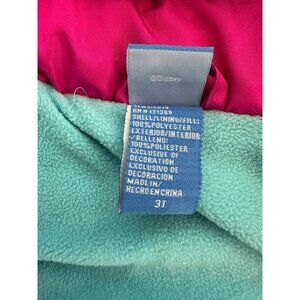 ©Disney
RN# 131389
SHELL/LINING/FILL:
100% POLYESTER
EXTERIOR/INTERIOR
/RELLENO:
100% POLIESTER
EXCLUSIVE OF
DECORATION
EXCLUSIVO DE
DECORACION
MADE IN/
HECHO EN CHINA
3T